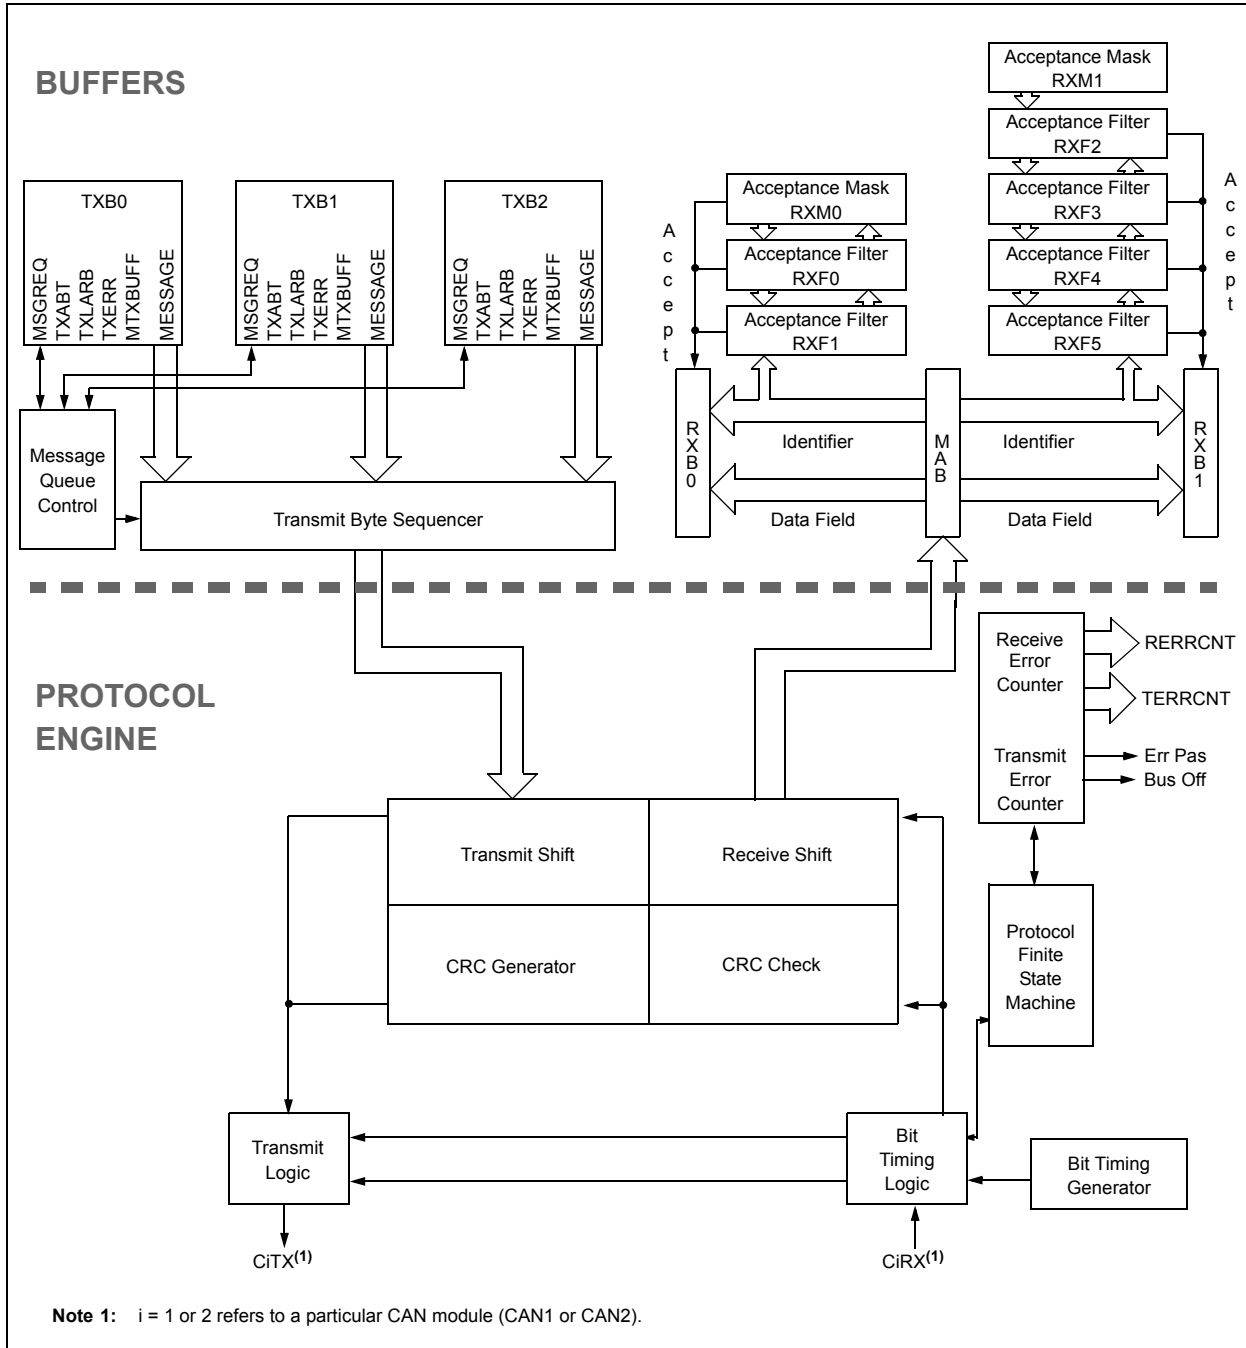 BUFFERS
Acceptance Mask
RXM1
Acceptance Filter
RXF2
Acceptance Filter
RXF3
Acceptance Filter
RXF4
Acceptance Filter
RXF5
Accept
Acceptance Mask
RXM0
Acceptance Filter
RXF0
Acceptance Filter
RXF1
Accept
TXB0
MSGREQ
TXABT
TXLARB
TXERR
MTXBUFF
MESSAGE
TXB1
MSGREQ
TXABT
TXLARB
TXERR
MTXBUFF
MESSAGE
TXB2
MSGREQ
TXABT
TXLARB
TXERR
MTXBUFF
MESSAGE
Message
Queue
Control
Transmit Byte Sequencer
RXB0
Identifier
MAB
Identifier
RXB1
Data Field
Data Field
PROTOCOL
ENGINE
Receive
Error
Counter
RERRCNT
TERRCNT
Transmit
Error
Counter
Err Pas
Bus Off
Transmit Shift
Receive Shift
CRC Generator
CRC Check
Protocol
Finite
State
Machine
Transmit
Logic
Bit
Timing
Logic
Bit Timing
Generator
CiTX(1)
CiRX(1)
Note 1: i = 1 or 2 refers to a particular CAN module (CAN1 or CAN2).